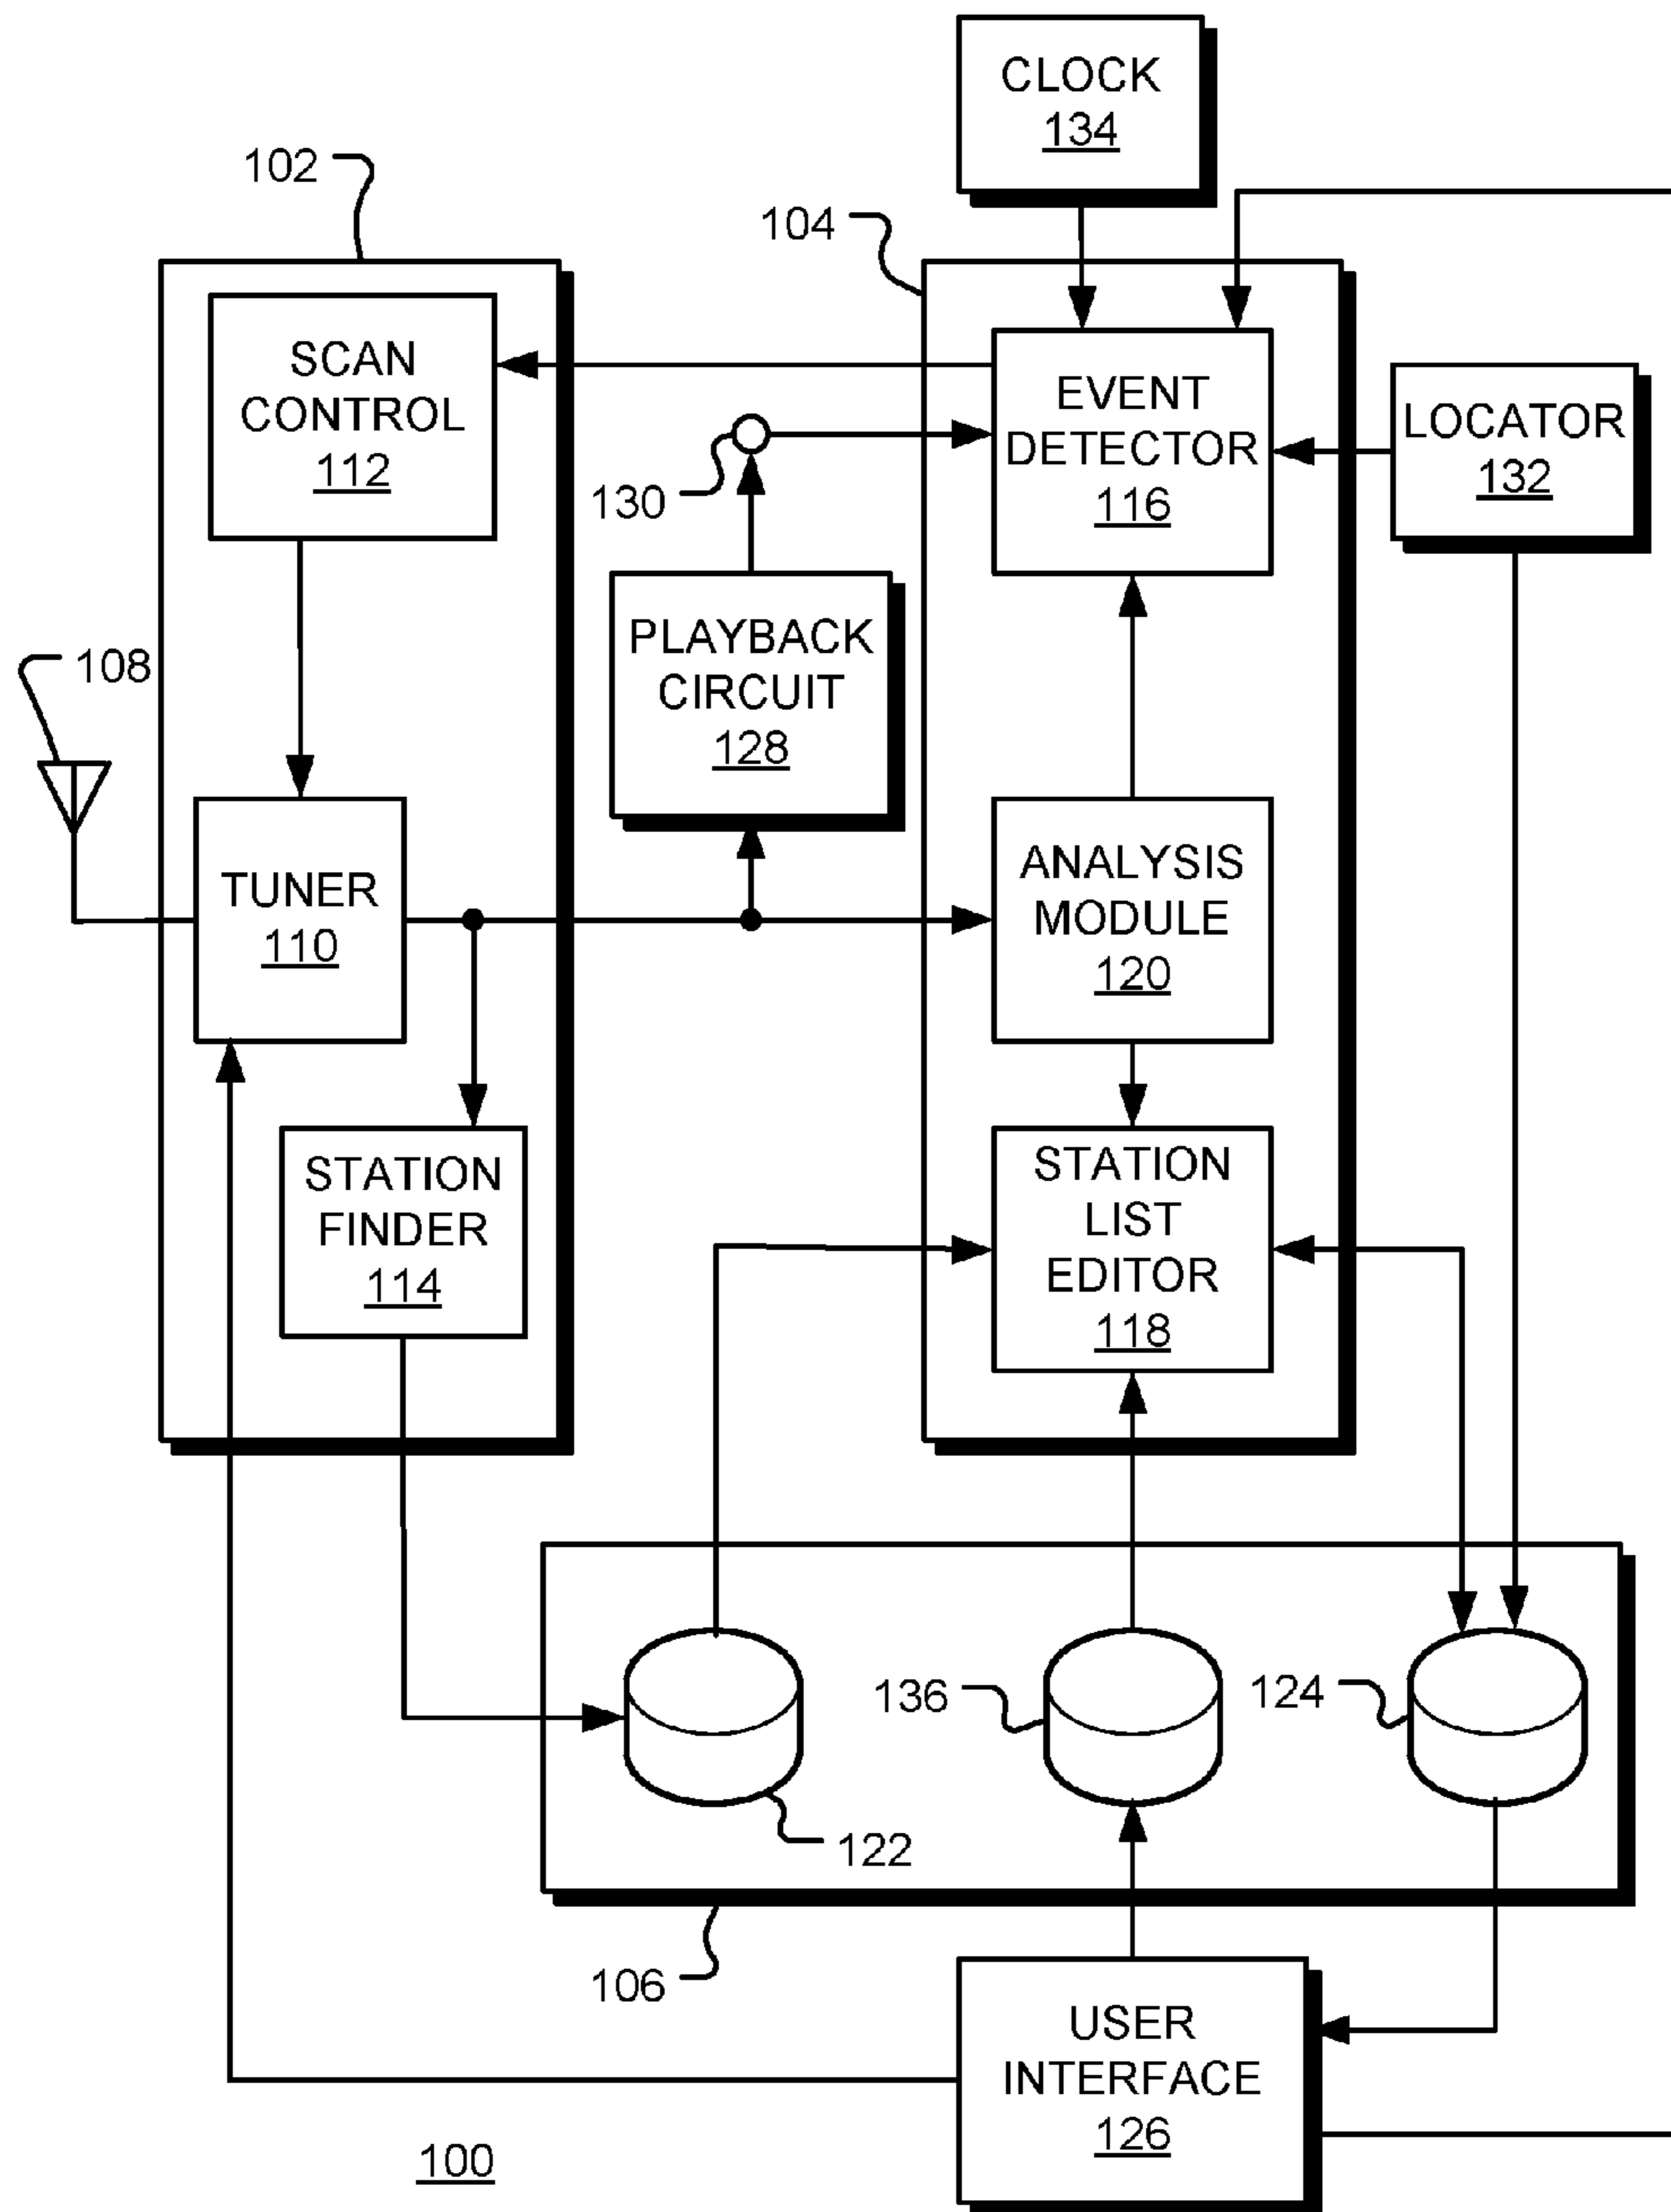 CLOCK
134
102
104
SCAN
CONTROL
112
EVENT
DETECTOR
116
LOCATOR
132
130
PLAYBACK
CIRCUIT
128
108
TUNER
110
ANALYSIS
MODULE
120
STATION
FINDER
114
STATION
LIST
EDITOR
118
136
124
122
106
USER
INTERFACE
126
100